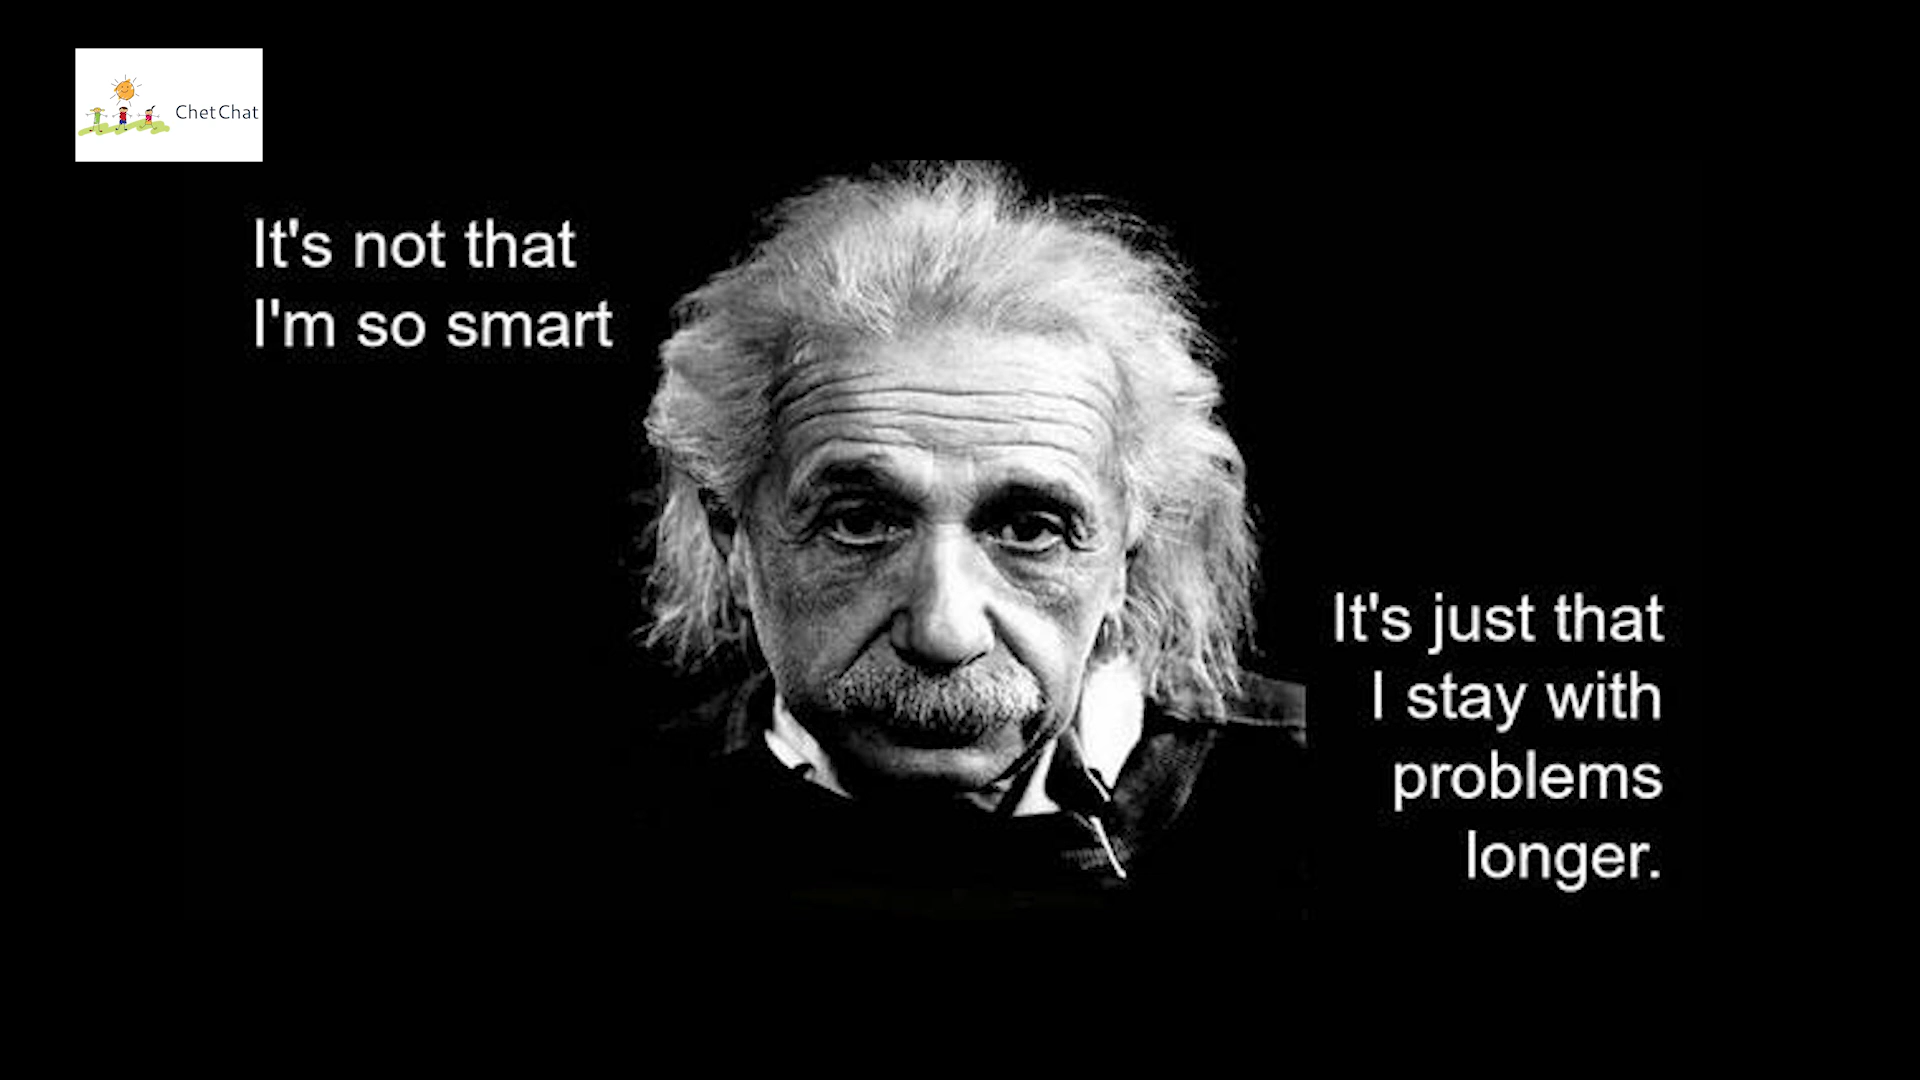 ChetChat
It's not that
I'm so smart
It's just that
I stay with
problems
longer.